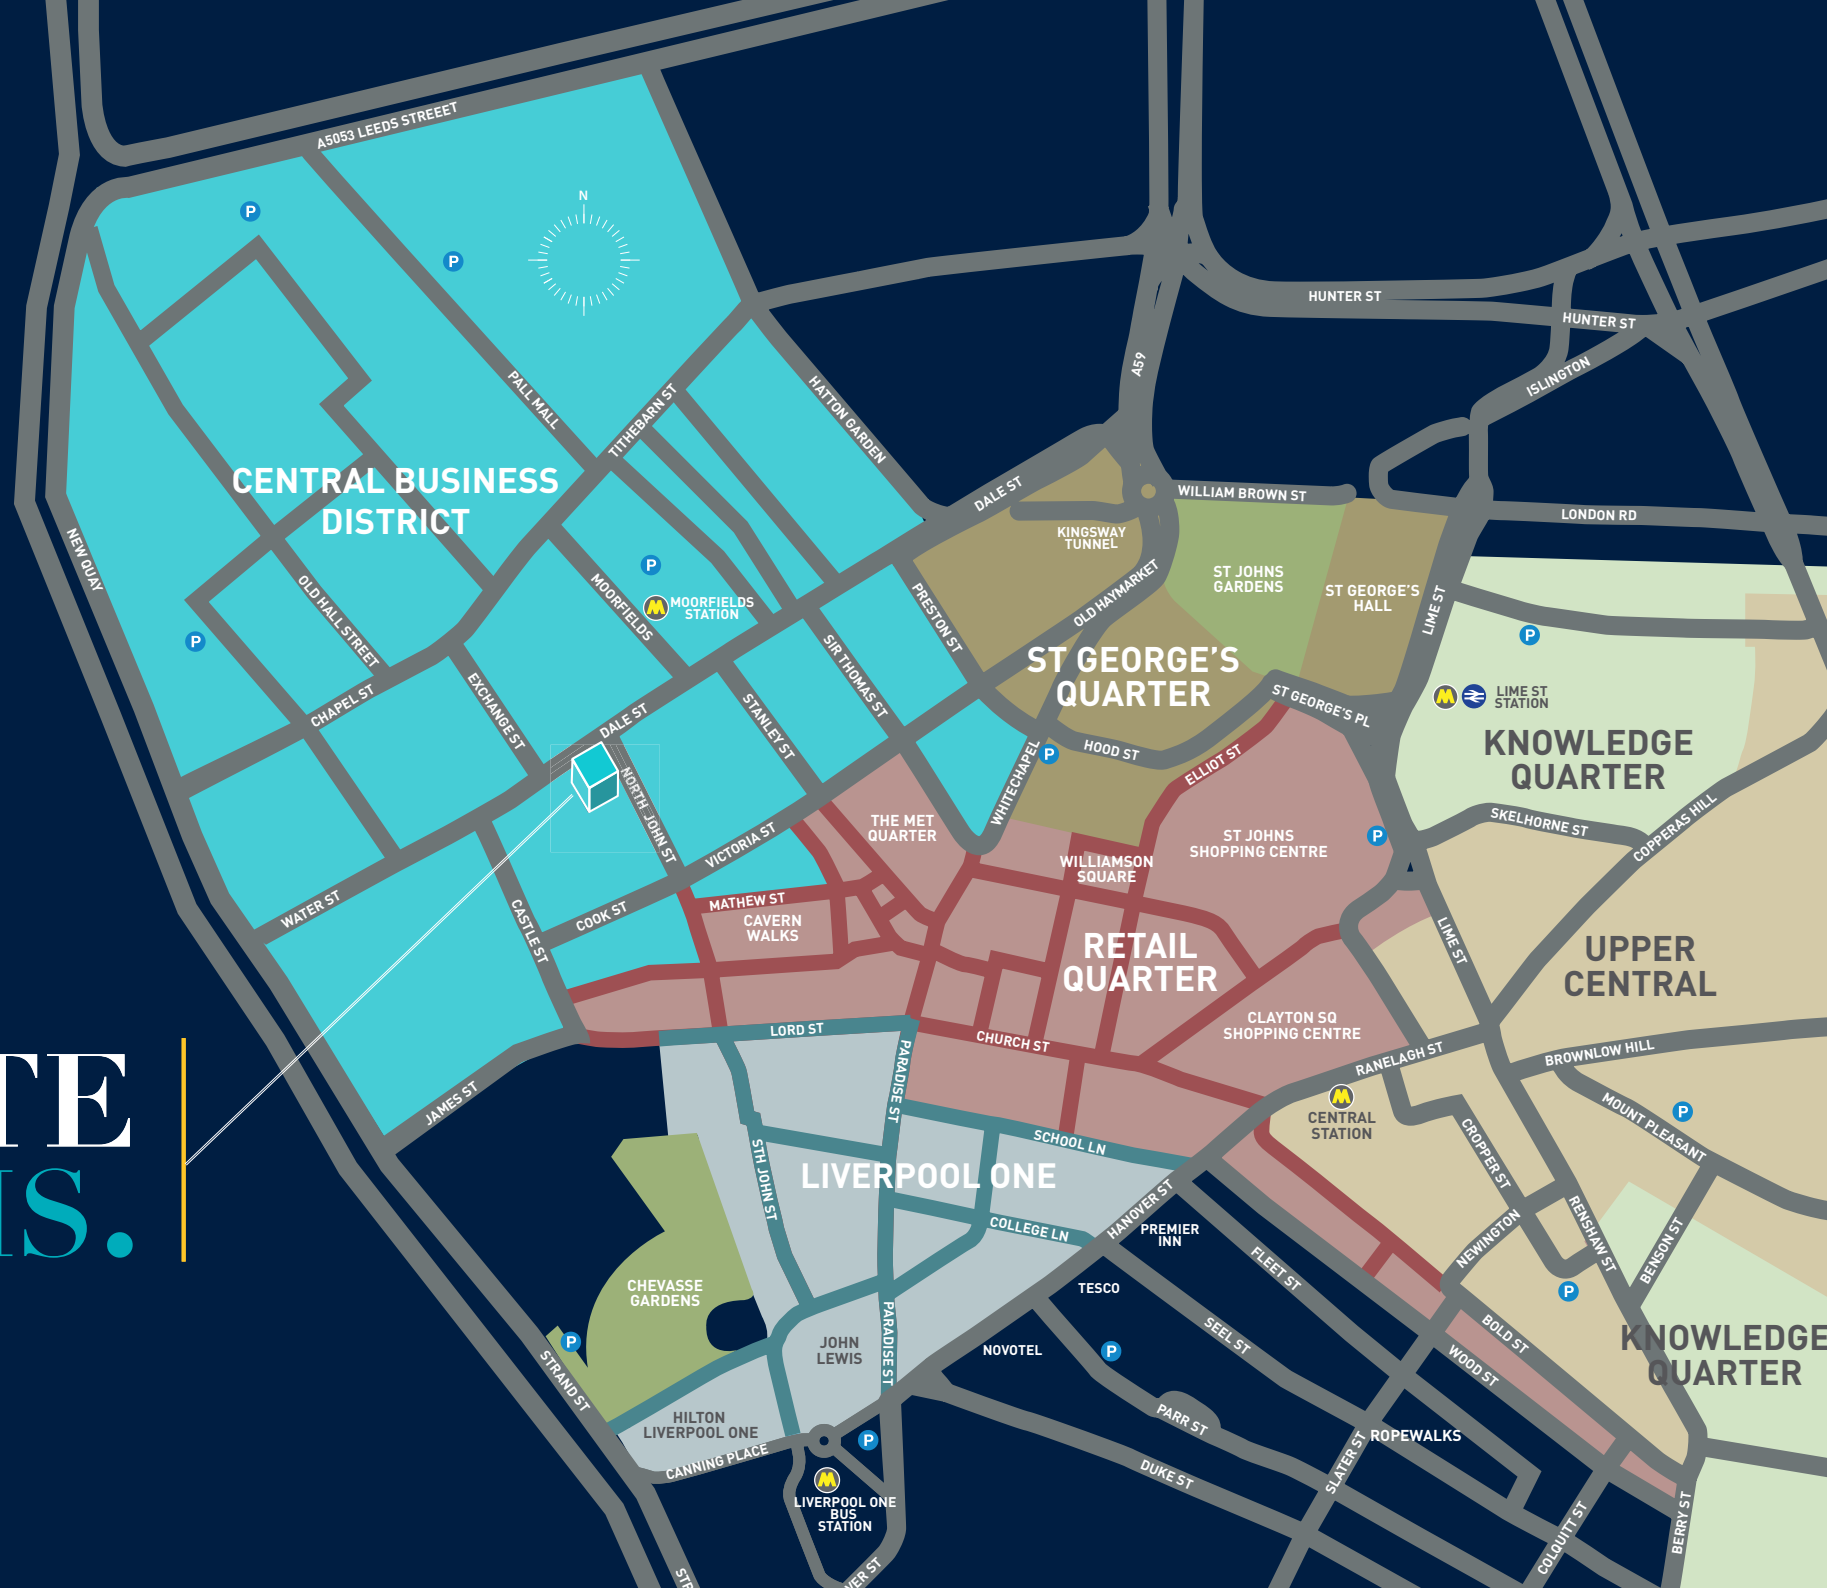 A5053 LEEDS STREEET
N
P
P
PALL MALL
TITHEBARN ST
HATTON GARDEN
A59
HUNTER ST
HUNTER ST
ISLINGTON
CENTRAL BUSINESS
DISTRICT
DALE ST
WILLIAM BROWN ST
LONDON RD
KINGSWAY
TUNNEL
NEW QUAY
OLD HALL STREET
MOORFIELDS
P
M
MOORFIELDS
STATION
PRESTON ST
OLD HAYMARKET
ST JOHNS
GARDENS
ST GEORGE'S
HALL
LIME ST
P
P
ST GEORGE'S
QUARTER
SIR THOMAS ST
CHAPEL ST
EXCHANGE ST
DALE ST
STANLEY ST
ST GEORGE'S PL
M
LIME ST
STATION
KNOWLEDGE
QUARTER
HOOD ST
P
ELLIOT ST
WHITECHAPEL
NORTH JOHN ST
VICTORIA ST
THE MET
QUARTER
ST JOHNS
SHOPPING CENTRE
P
SKELHORNE ST
COPPERAS HILL
WILLIAMSON
SQUARE
WATER ST
CASTLE ST
COOK ST
MATHEW ST
CAVERN
WALKS
RETAIL
QUARTER
LIME ST
UPPER
CENTRAL
LORD ST
CHURCH ST
CLAYTON SQ
SHOPPING CENTRE
RANELAGH ST
BROWNLOW HILL
TE
IS.
JAMES ST
PARADISE ST
M
CENTRAL
STATION
MOUNT PLEASANT
P
CROPPER ST
SCHOOL LN
STH JOHN ST
LIVERPOOL ONE
COLLEGE LN
HANOVER ST
PREMIER
INN
NEWINGTON
RENSHAW ST
BENSON ST
FLEET ST
TESCO
P
CHEVASSE
GARDENS
PARADISE ST
JOHN
LEWIS
NOVOTEL
P
SEEL ST
BOLD ST
WOOD ST
KNOWLEDGE
QUARTER
P
STRAND ST
HILTON
LIVERPOOL ONE
CANNING PLACE
P
PARR ST
ROPEWALKS
DUKE ST
SLATER ST
M
LIVERPOOL ONE
BUS
STATION
COLQUITT ST
BERRY ST
STR
VER ST